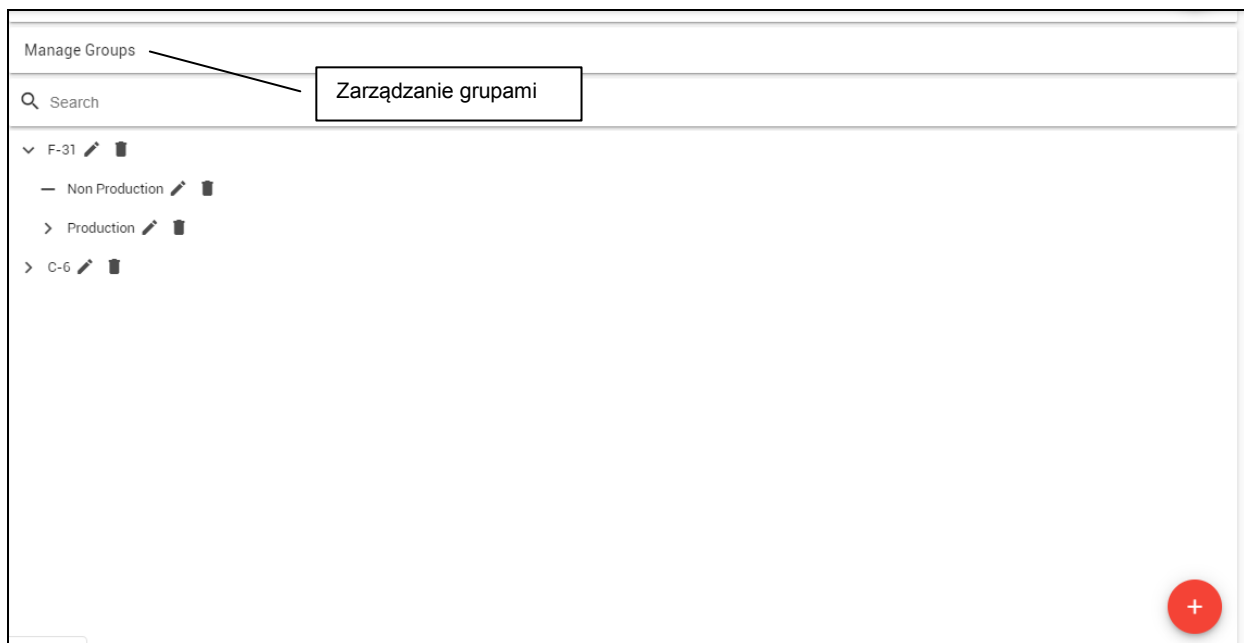 Manage Groups
Zarządzanie grupami
Search
F-31
Non Production
Production
C-6
+